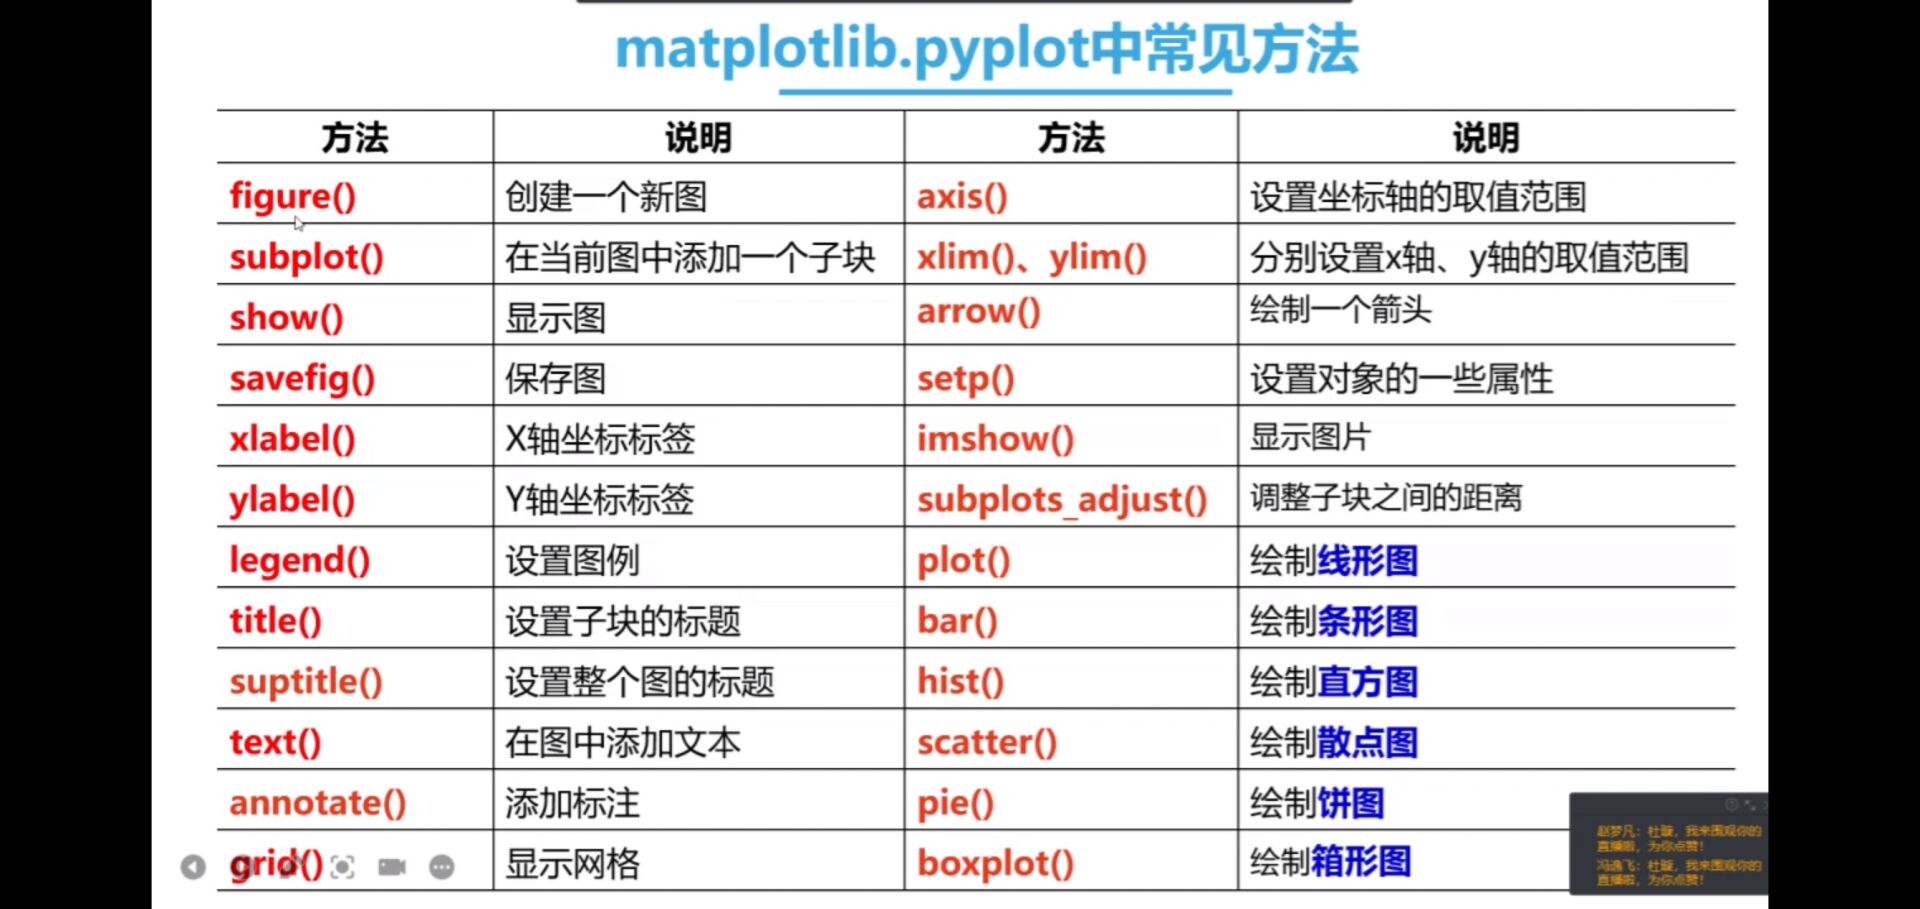 matplotlib.pyplot中常见方法
方法 说明 方法 说明
figure() 创建一个新图 axis() 设置坐标轴的取值范围
subplot() 在当前图中添加一个子块 xlim()、ylim() 分别设置x轴、y轴的取值范围
show() 显示图 arrow() 绘制一个箭头
savefig() 保存图 setp() 设置对象的一些属性
xlabel() X轴坐标标签 imshow() 显示图片
ylabel() Y轴坐标标签 subplots_adjust() 调整子块之间的距离
legend() 设置图例 plot() 绘制线形图
title() 设置子块的标题 bar() 绘制条形图
suptitle() 设置整个图的标题 hist() 绘制直方图
text() 在图中添加文本 scatter() 绘制散点图
annotate() 添加标注 pie() 绘制饼图
grid() 显示网格 boxplot() 绘制箱形图
赵梦凡：杜璇，我来围观你的
直播啦，为你点赞！
冯逸飞：杜璇，我来围观你的
直播啦，为你点赞！